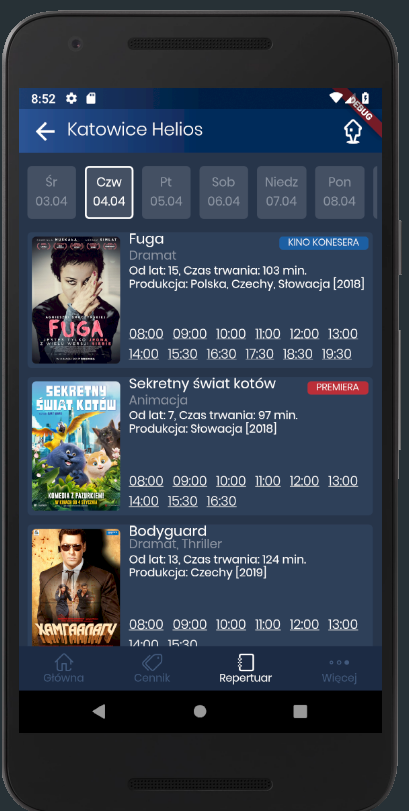 8:52
DEBUG
Katowice Helios
Śr Czw Pt Sob Niedz Pon
03.04 04.04 05.04 06.04 07.04 08.04
Fuga
KINO KONESERA
Dramat
Od lat: 15, Czas trwania: 103 min.
Produkcja: Polska, Czechy, Słowacja [2018]
08:00 09:00 10:00 11:00 12:00 13:00
14:00 15:30 16:30 17:30 18:30 19:30
FUGA
Sekretny świat kotów
PREMIERA
Animacja
Od lat: 7, Czas trwania: 97 min.
Produkcja: Słowacja [2018]
08:00 09:00 10:00 11:00 12:00 13:00
14:00 15:30 16:30
SEKRETNY
ŚWIAT KOTÓW
KOMEDIA Z PAZURKIEM!
Bodyguard
Dramat, Thriller
Od lat: 13, Czas trwania: 124 min.
Produkcja: Czechy [2019]
08:00 09:00 10:00 11:00 12:00 13:00
14:00 15:30
ХАМГААЛАГЧ
Główna Cennik Repertuar Więcej